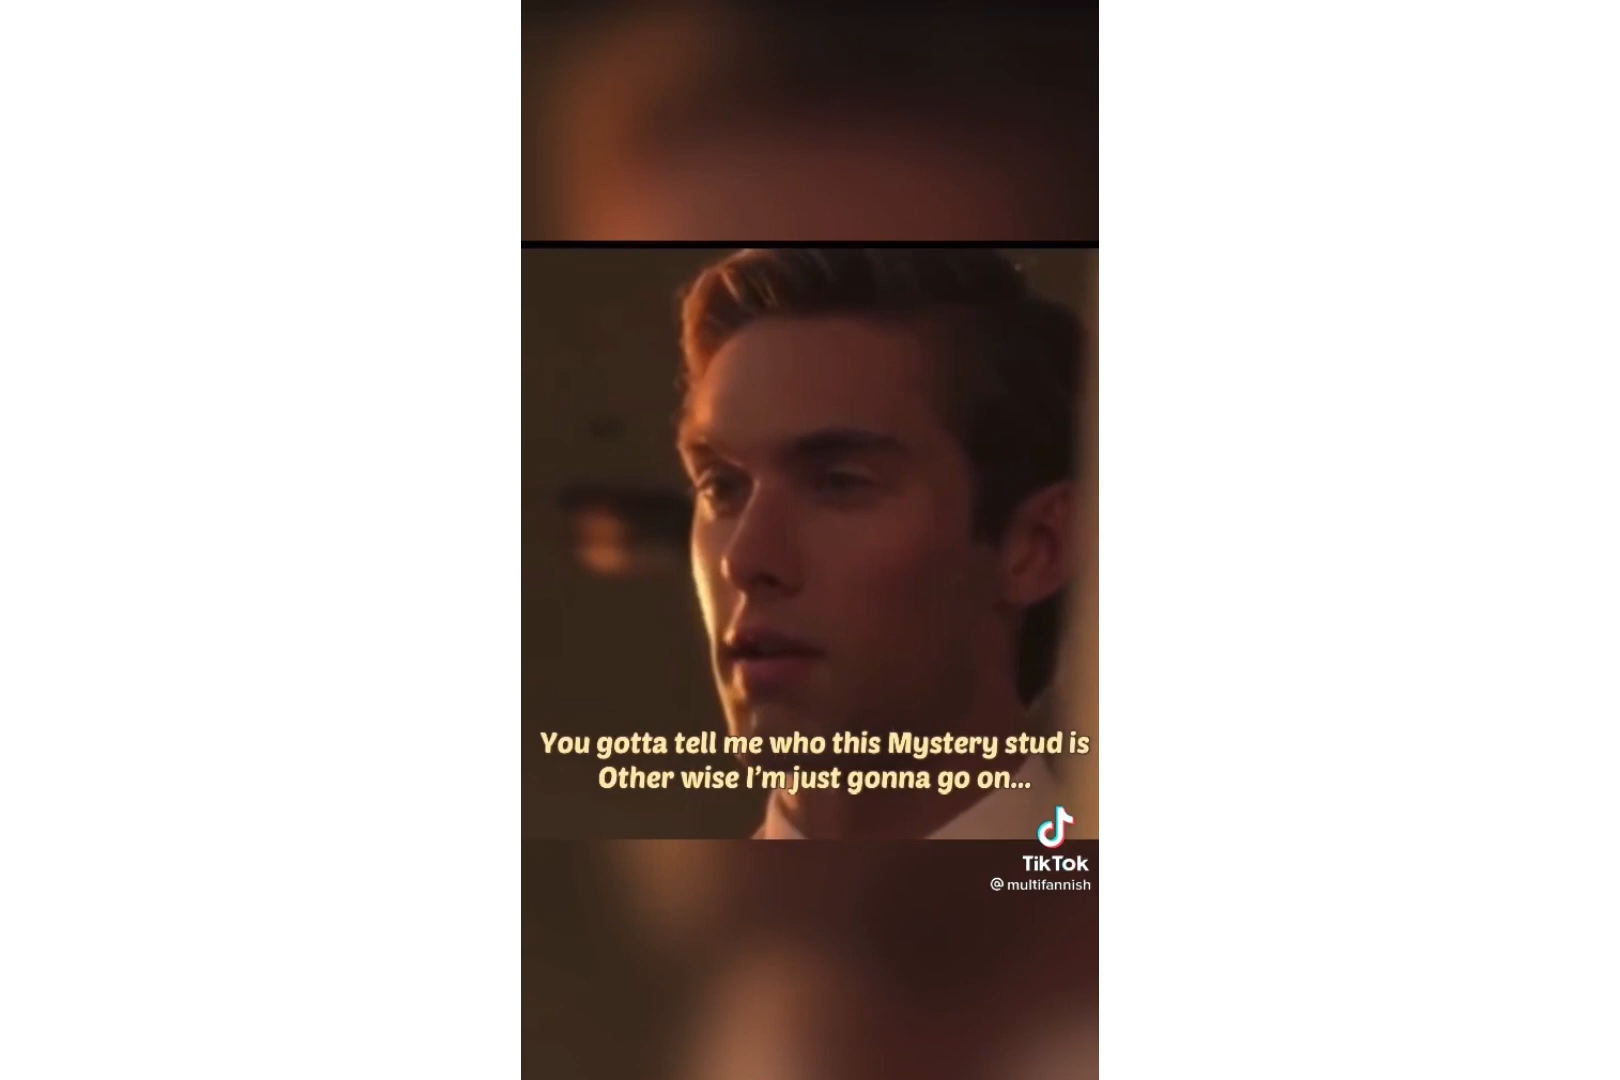 You gotta tell me who this Mystery stud is
Other wise I'm just gonna go on...
TikTok
@multifannish